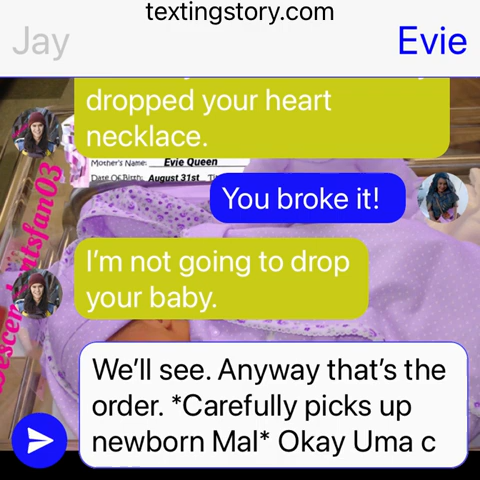 textingstory.com
Jay
Evie
dropped your heart
necklace.
Mother's Name: Evie Queen
Date Of Birth: August 31st
You broke it!
I'm not going to drop
your baby.
Descendantsfan03
We'll see. Anyway that's the
order. *Carefully picks up
newborn Mal* Okay Uma c